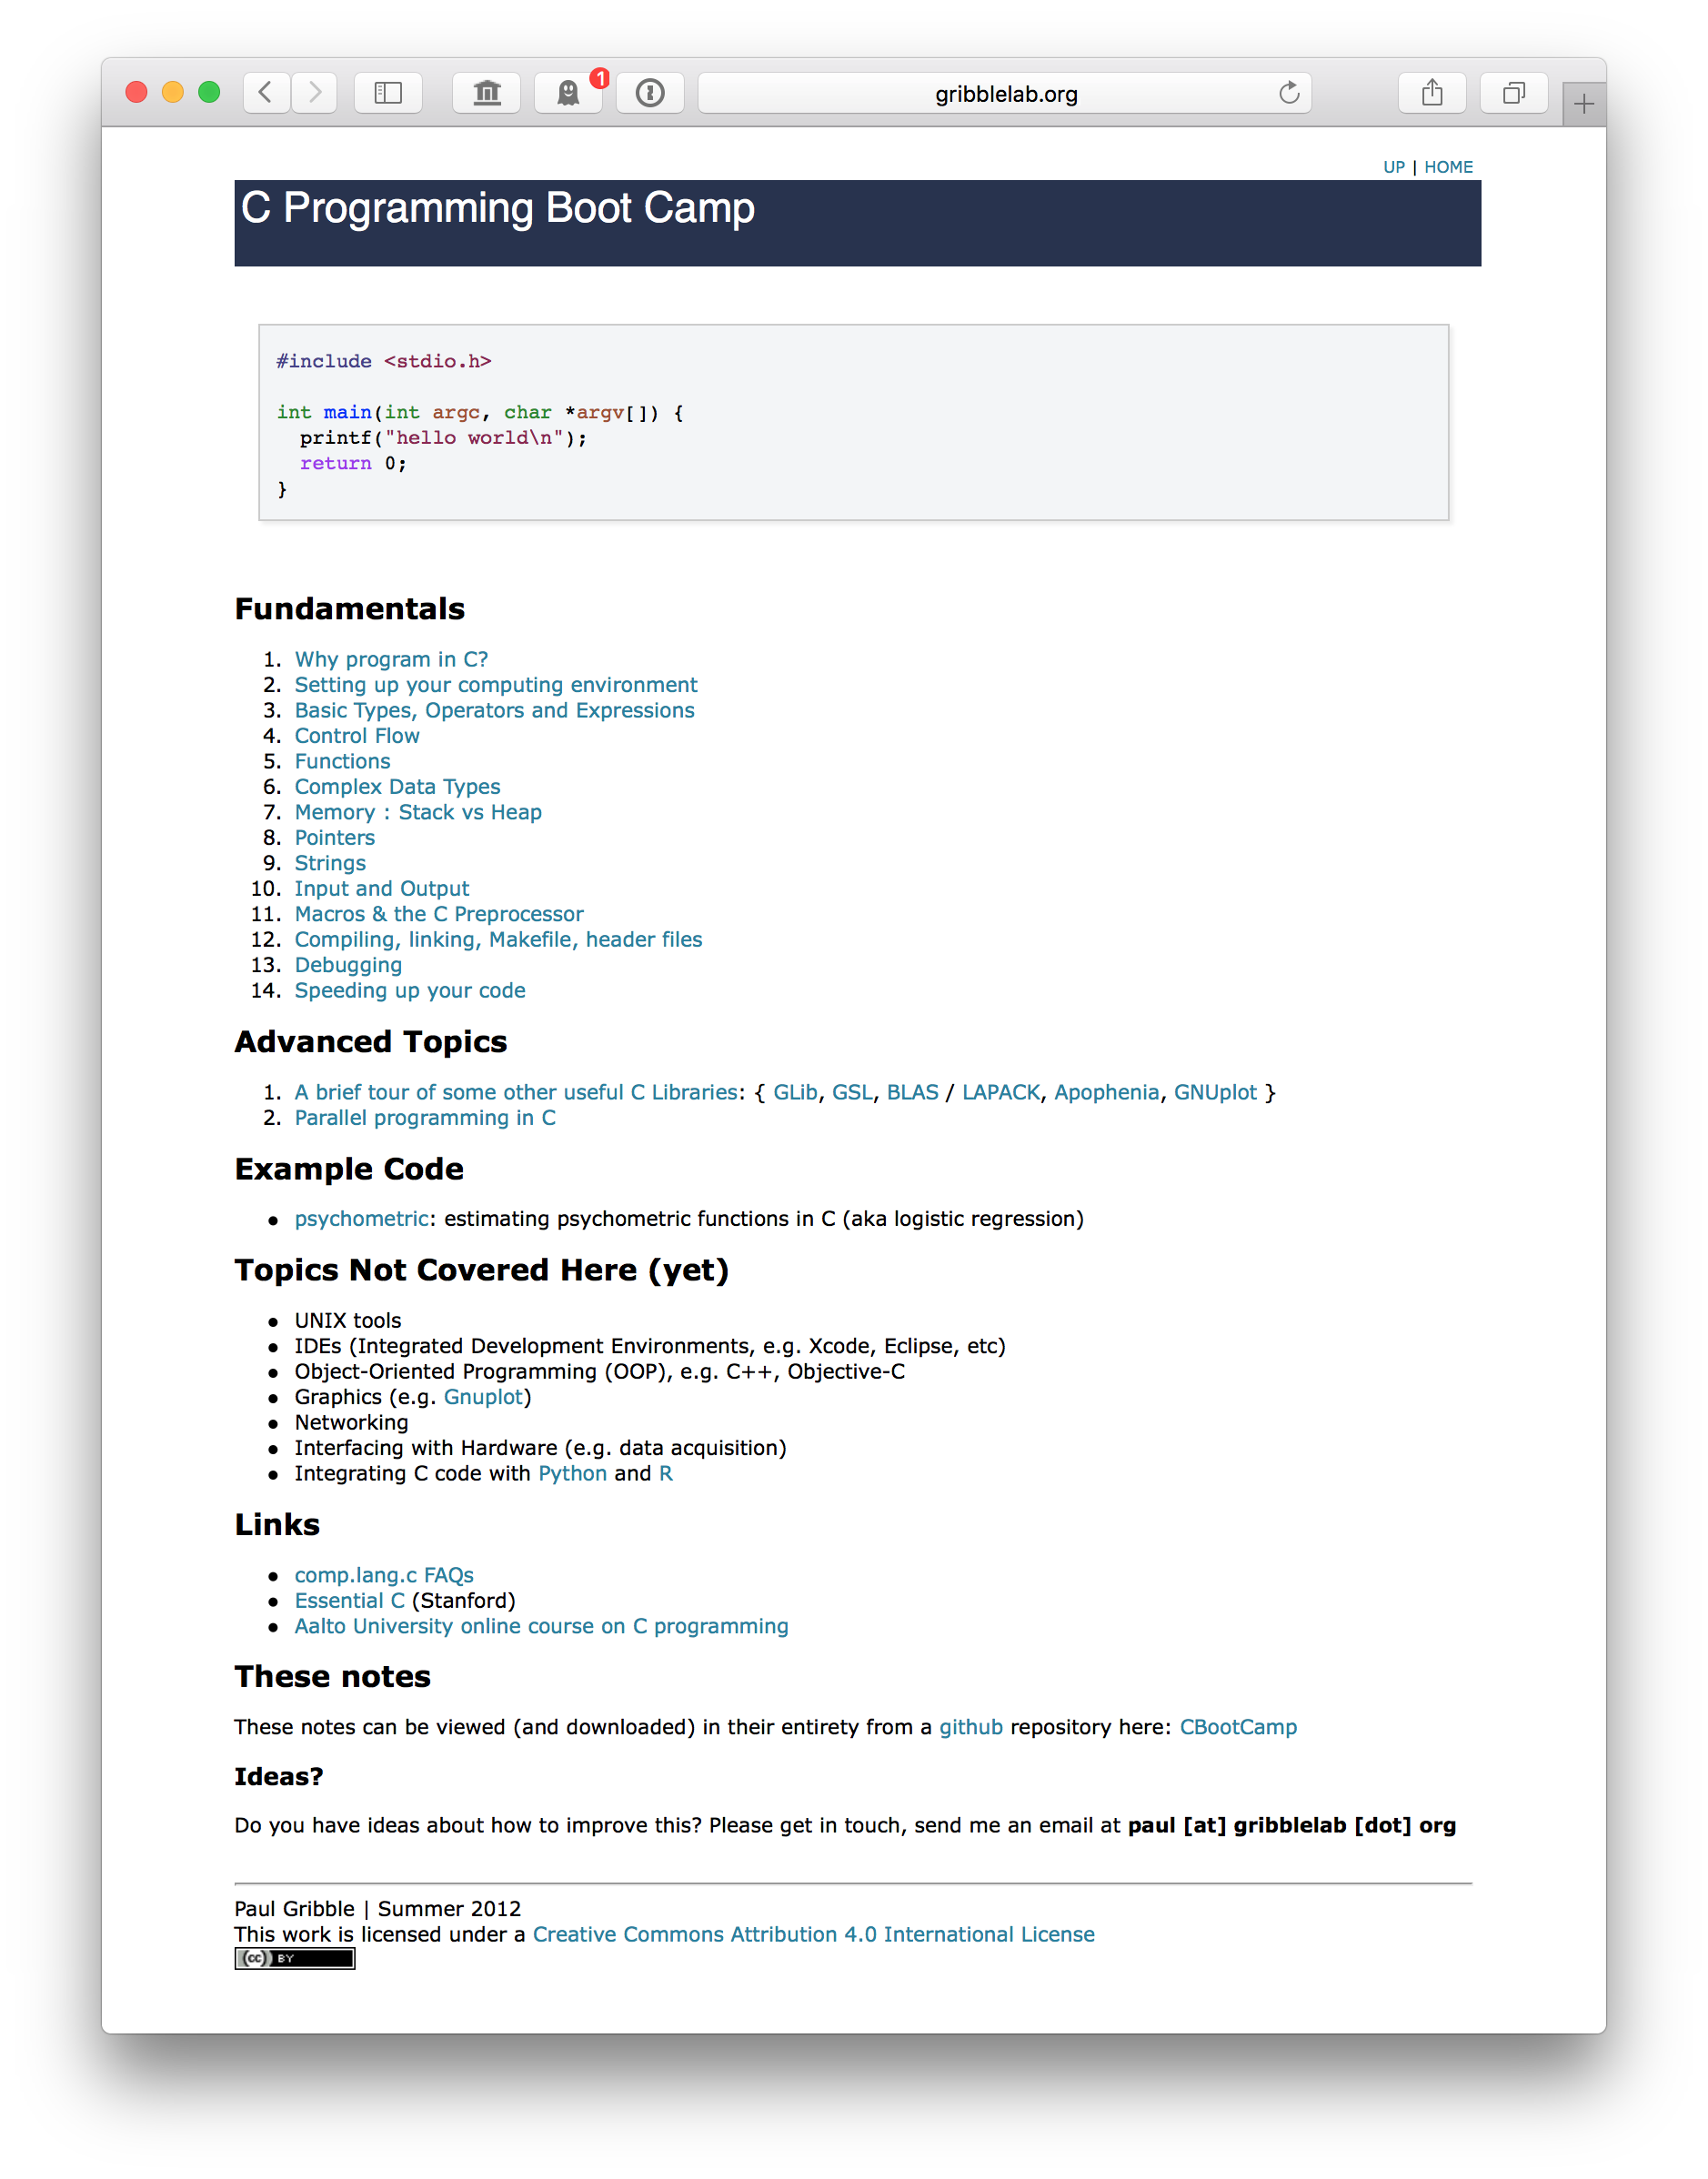 1
gribblelab.org
UP | HOME
C Programming Boot Camp
#include <stdio.h>
int main(int argc, char *argv[]) {
  printf("hello world\n");
  return 0;
}
Fundamentals
1. Why program in C?
2. Setting up your computing environment
3. Basic Types, Operators and Expressions
4. Control Flow
5. Functions
6. Complex Data Types
7. Memory : Stack vs Heap
8. Pointers
9. Strings
10. Input and Output
11. Macros & the C Preprocessor
12. Compiling, linking, Makefile, header files
13. Debugging
14. Speeding up your code
Advanced Topics
1. A brief tour of some other useful C Libraries: { GLib, GSL, BLAS / LAPACK, Apophenia, GNUplot }
2. Parallel programming in C
Example Code
• psychometric: estimating psychometric functions in C (aka logistic regression)
Topics Not Covered Here (yet)
• UNIX tools
• IDEs (Integrated Development Environments, e.g. Xcode, Eclipse, etc)
• Object-Oriented Programming (OOP), e.g. C++, Objective-C
• Graphics (e.g. Gnuplot)
• Networking
• Interfacing with Hardware (e.g. data acquisition)
• Integrating C code with Python and R
Links
• comp.lang.c FAQs
• Essential C (Stanford)
• Aalto University online course on C programming
These notes
These notes can be viewed (and downloaded) in their entirety from a github repository here: CBootCamp
Ideas?
Do you have ideas about how to improve this? Please get in touch, send me an email at paul [at] gribblelab [dot] org
Paul Gribble | Summer 2012
This work is licensed under a Creative Commons Attribution 4.0 International License
(cc) BY